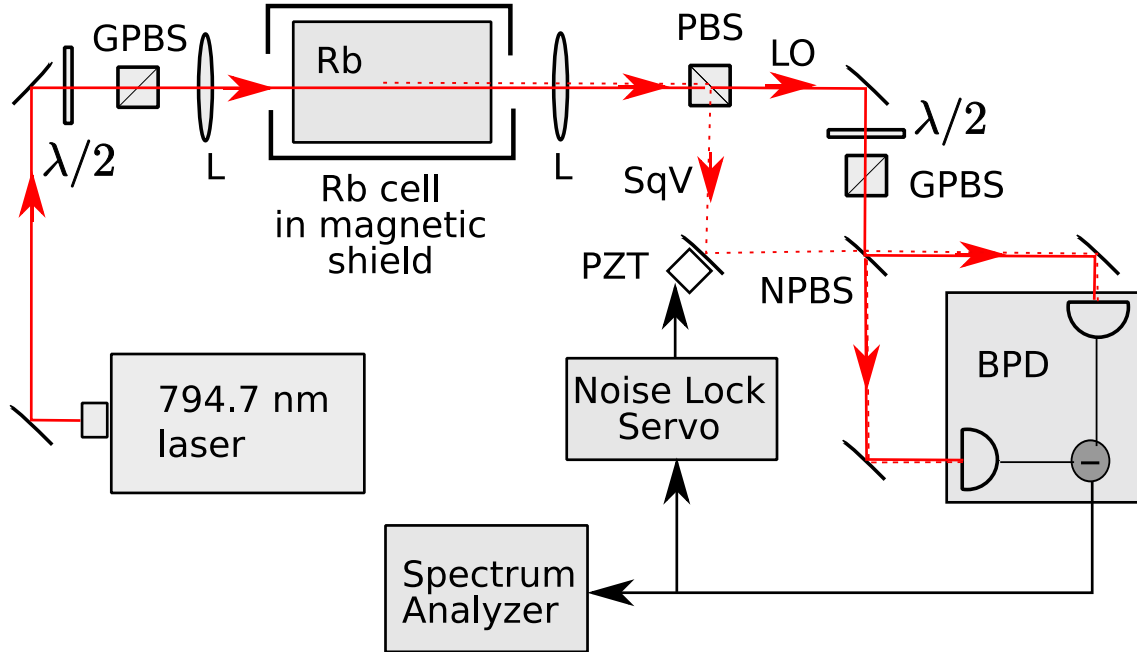 GPBS
PBS
LO
Rb
λ/2
L
L
λ/2
Rb cell
in magnetic
shield
SqV
GPBS
PZT
NPBS
794.7 nm
laser
Noise Lock
Servo
BPD
−
Spectrum
Analyzer